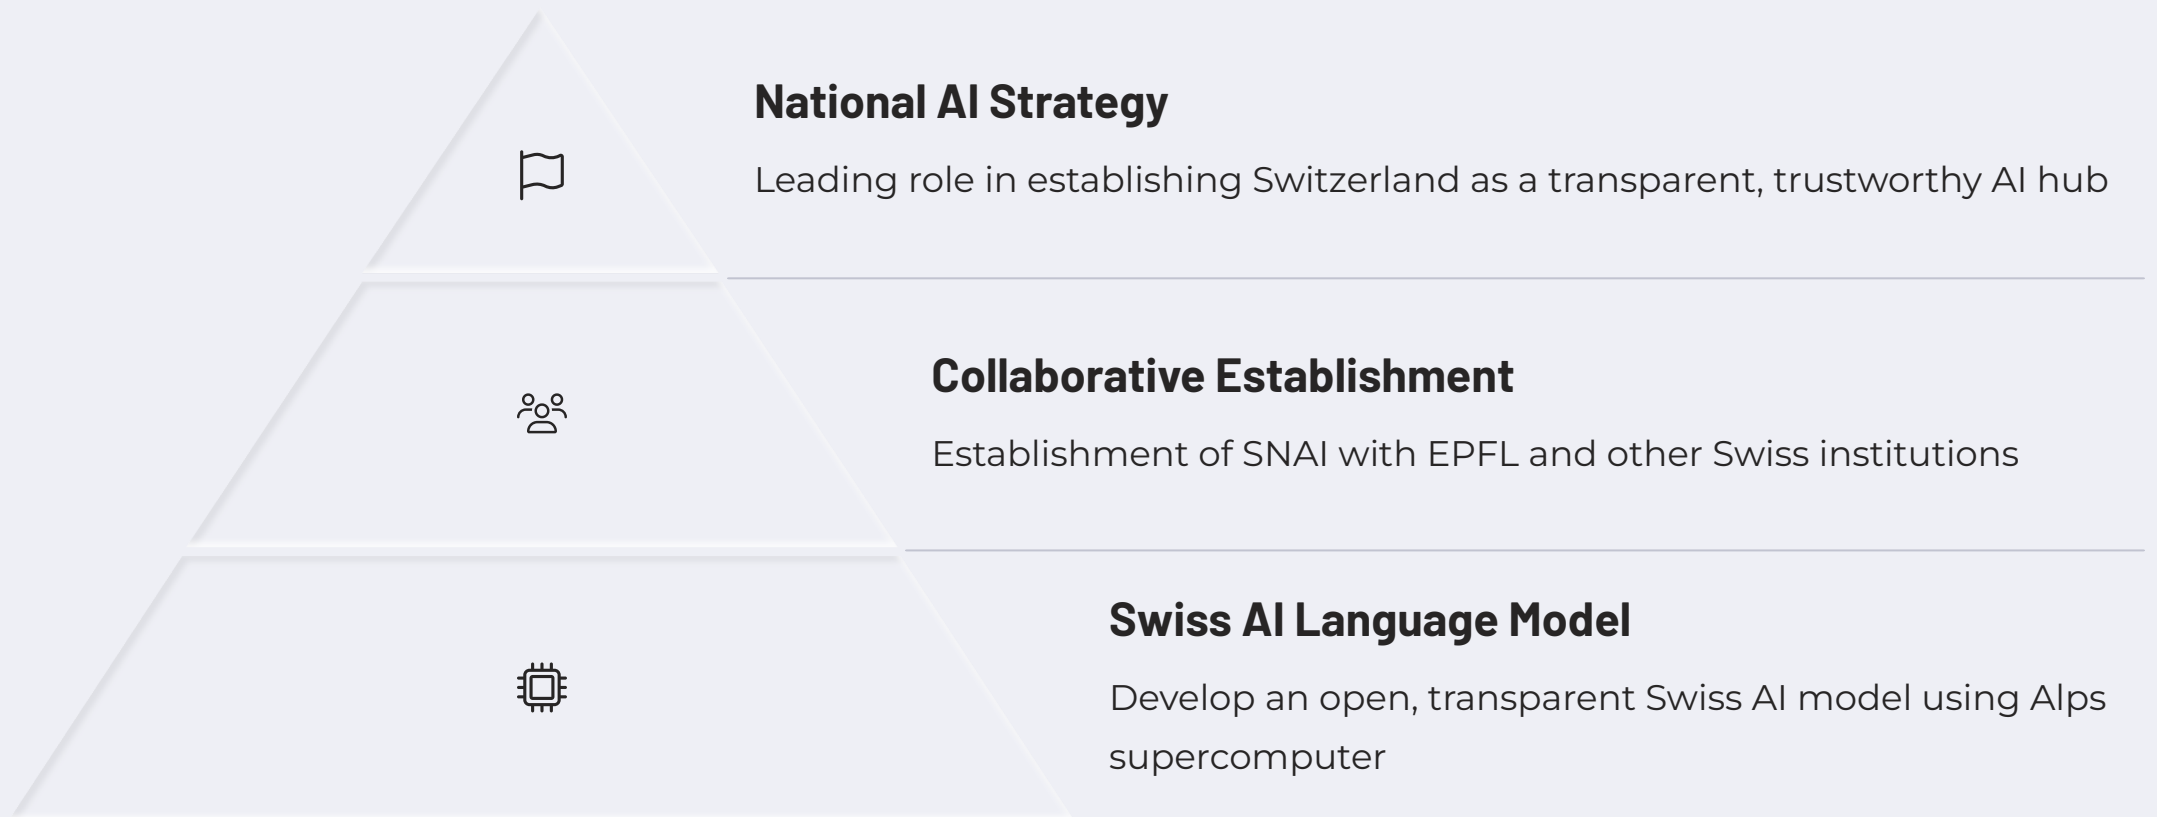 National AI Strategy
Leading role in establishing Switzerland as a transparent, trustworthy AI hub
Collaborative Establishment
Establishment of SNAI with EPFL and other Swiss institutions
Swiss AI Language Model
Develop an open, transparent Swiss AI model using Alps
supercomputer